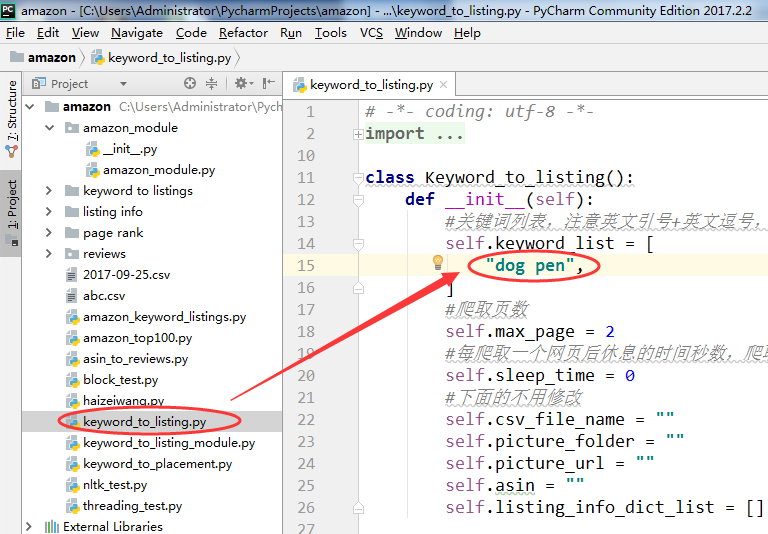 amazon - [C:\Users\Administrator\PycharmProjects\amazon] - ...\keyword_to_listing.py - PyCharm Community Edition 2017.2.2
File Edit View Navigate Code Refactor Run Tools VCS Window Help
amazon keyword_to_listing.py
Project
keyword_to_listing.py
7: Structure
1: Project
amazon C:\Users\Administrator\Pycharm
amazon_module
__init__.py
amazon_module.py
keyword to listings
listing info
page rank
reviews
2017-09-25.csv
abc.csv
amazon_keyword_listings.py
amazon_top100.py
asin_to_reviews.py
block_test.py
haizeiwang.py
keyword_to_listing.py
keyword_to_listing_module.py
keyword_to_placement.py
nltk_test.py
threading_test.py
External Libraries
1 # -*- coding: utf-8 -*-
2 import ...
10
11 class Keyword_to_listing():
12 def __init__(self):
13 #关键词列表，注意英文引号+英文逗号，
14 self.keyword_list = [
15 "dog pen",
16 ]
17 #爬取页数
18 self.max_page = 2
19 #每爬取一个网页后休息的时间秒数，爬取
20 self.sleep_time = 0
21 #下面的不用修改
22 self.csv_file_name = ""
23 self.picture_folder = ""
24 self.picture_url = ""
25 self.asin = ""
26 self.listing_info_dict_list = []
27